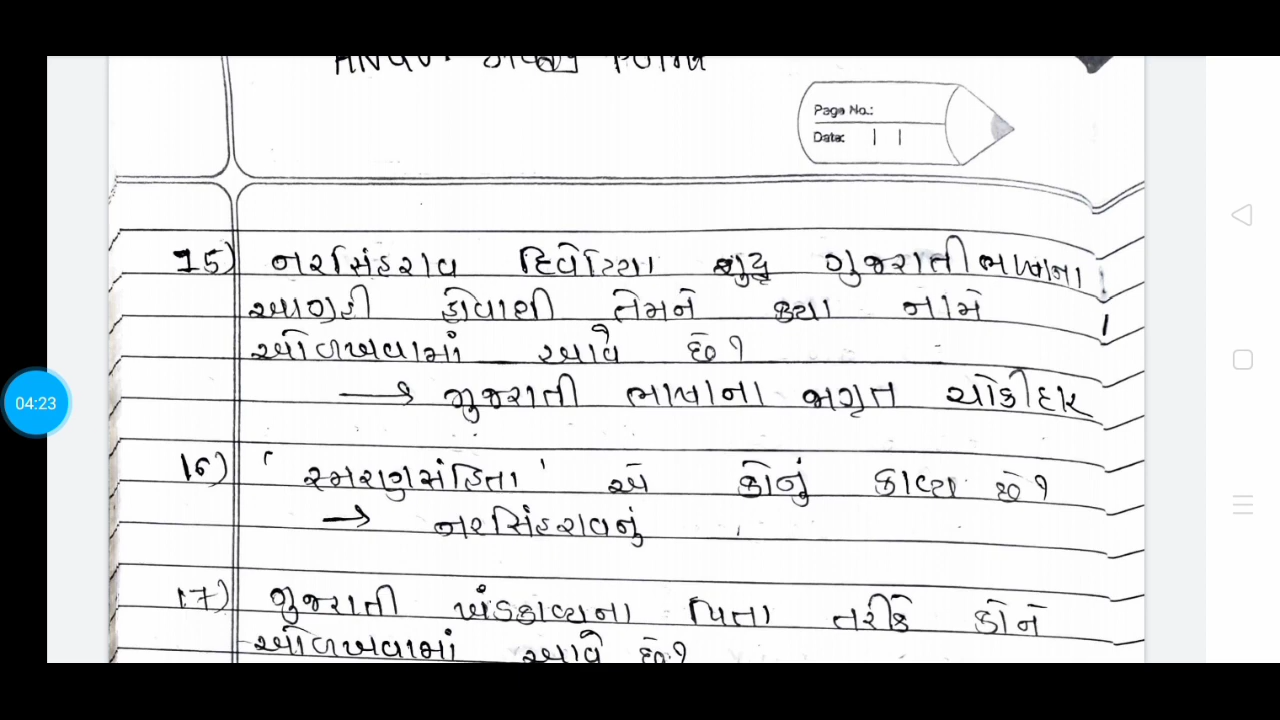 Page No.:
Date:
15) નરસિંહરાવ દિવેટિયા શુદ્ધ ગુજરાતી ભાષાના
આગ્રહી હોવાથી તેમને કયા નામે
ઓળખવામાં આવે છે?
→ ગુજરાતી ભાષાના જાગૃત ચોકીદાર
04:23
16) 'સ્મરણસંહિતા' એ કોનું કાવ્ય છે?
→ નરસિંહરાવનું
17) ગુજરાતી ખંડકાવ્યના પિતા તરીકે કોને
ઓળખવામાં આવે છે?